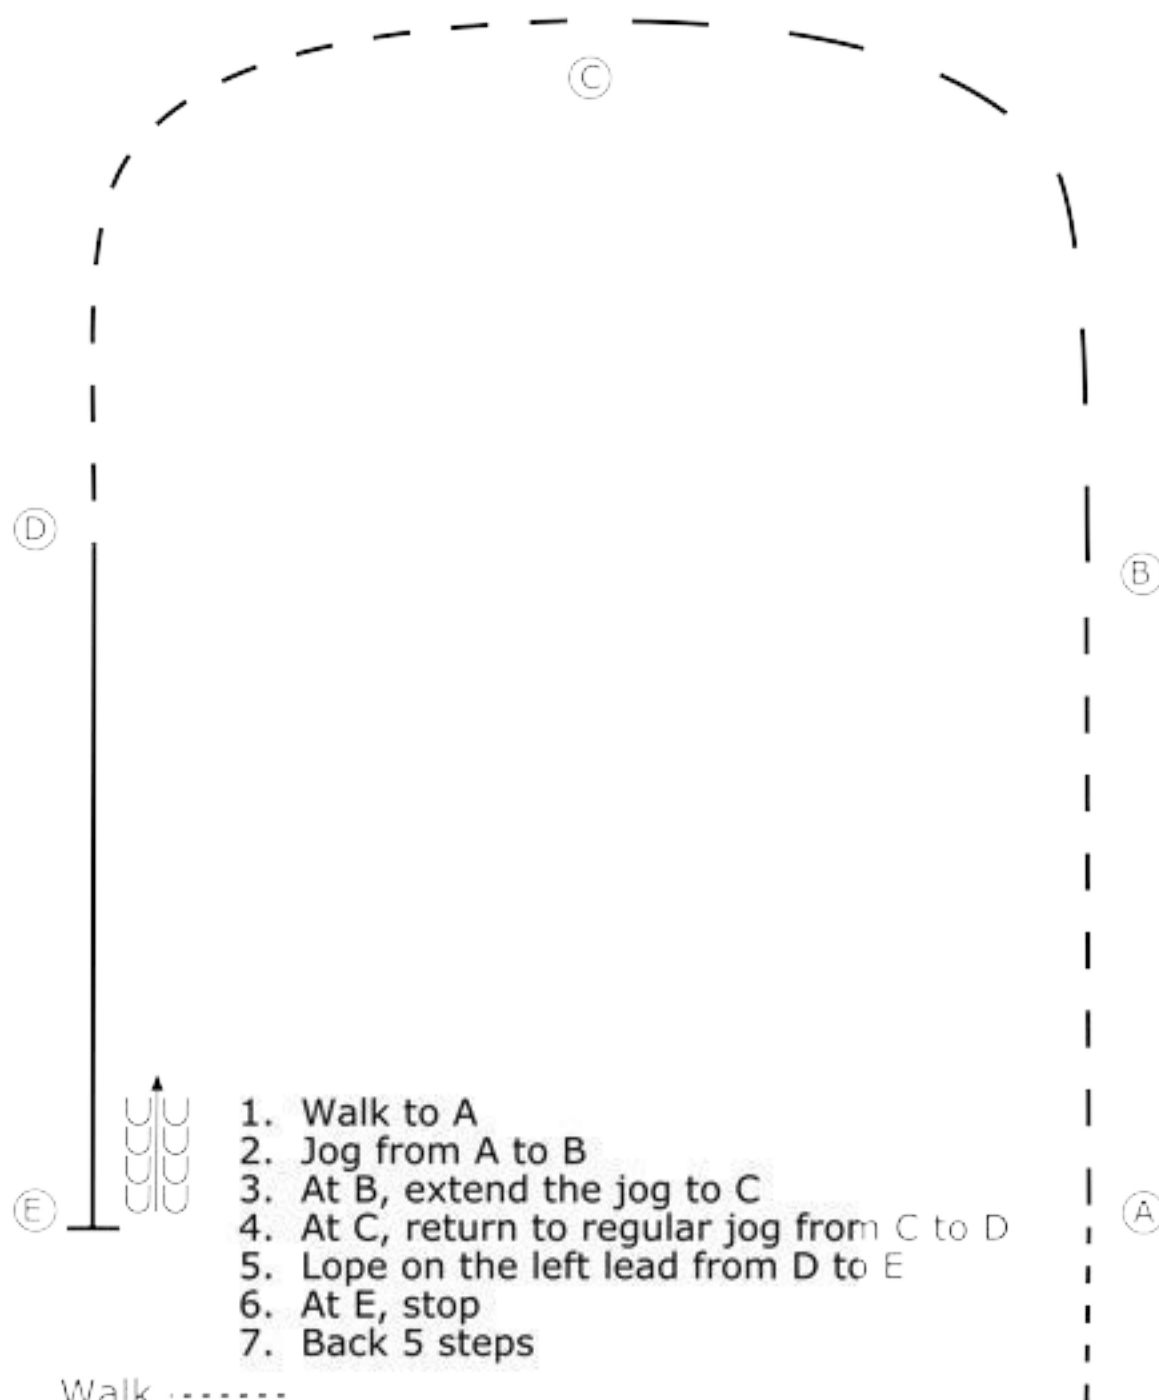 C
D
B
E
A
1. Walk to A
2. Jog from A to B
3. At B, extend the jog to C
4. At C, return to regular jog from C to D
5. Lope on the left lead from D to E
6. At E, stop
7. Back 5 steps
Walk